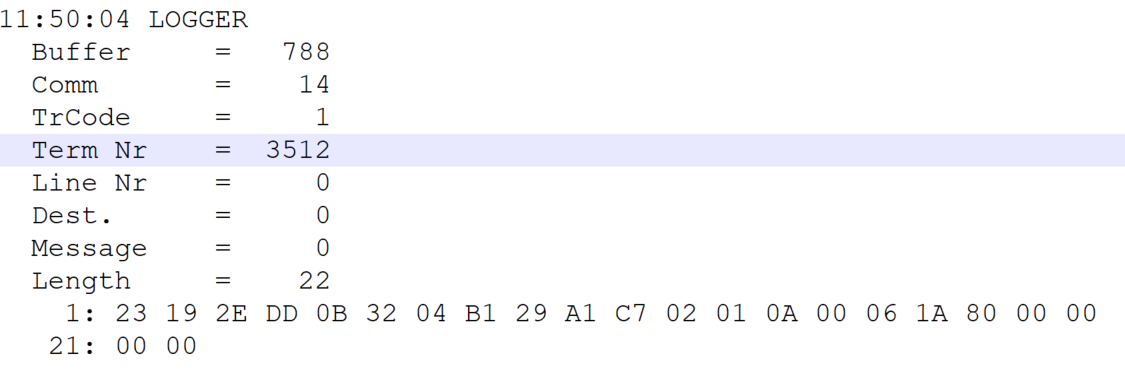 11:50:04 LOGGER
Buffer = 788
Comm = 14
TrCode = 1
Term Nr = 3512
Line Nr = 0
Dest. = 0
Message = 0
Length = 22
1: 23 19 2E DD 0B 32 04 B1 29 A1 C7 02 01 0A 00 06 1A 80 00 00
21: 00 00